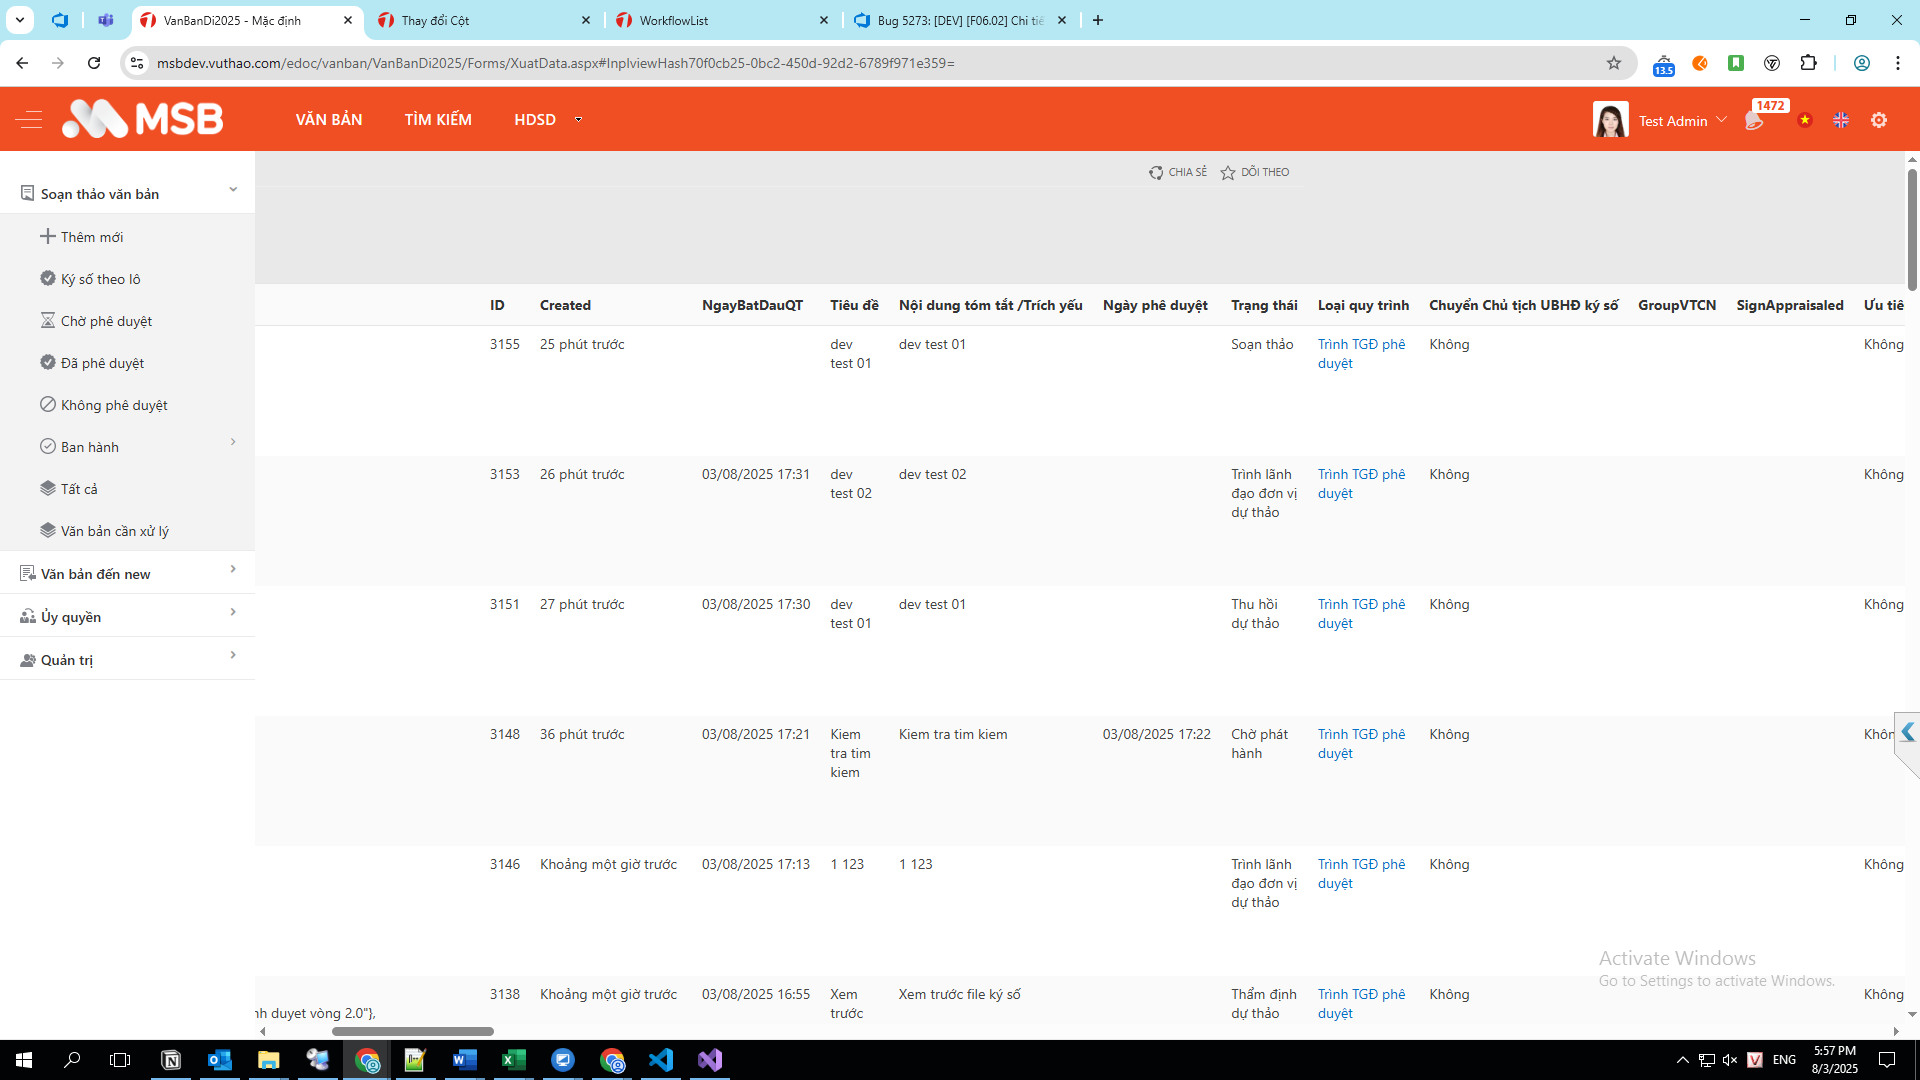 VanBanDi2025 - Mặc định
Thay đổi Cột
WorkflowList
Bug 5273: [DEV] [F06.02] Chi tiế
msbdev.vuthao.com/edoc/vanban/VanBanDi2025/Forms/XuatData.aspx#InplviewHash70f0cb25-0bc2-450d-92d2-6789f971e359=
13.5
MSB
VĂN BẢN
TÌM KIẾM
HDSD
Test Admin
1472
CHIA SẺ
DÕI THEO
Soạn thảo văn bản
Thêm mới
Ký số theo lô
Chờ phê duyệt
Đã phê duyệt
Không phê duyệt
Ban hành
Tất cả
Văn bản cần xử lý
Văn bản đến new
Ủy quyền
Quản trị
ID Created NgayBatDauQT Tiêu đề Nội dung tóm tắt /Trích yếu Ngày phê duyệt Trạng thái Loại quy trình Chuyển Chủ tịch UBHĐ ký số GroupVTCN SignAppraisaled Ưu tiê
3155 25 phút trước dev dev test 01 Soạn thảo Trình TGĐ phê Không Không
test 01 duyệt
3153 26 phút trước 03/08/2025 17:31 dev dev test 02 Trình lãnh Trình TGĐ phê Không Không
test 02 đạo đơn vị duyệt
dự thảo
3151 27 phút trước 03/08/2025 17:30 dev dev test 01 Thu hồi Trình TGĐ phê Không Không
test 01 dự thảo duyệt
3148 36 phút trước 03/08/2025 17:21 Kiem Kiem tra tim kiem 03/08/2025 17:22 Chờ phát Trình TGĐ phê Không Khôn
tra tim hành duyệt
kiem
3146 Khoảng một giờ trước 03/08/2025 17:13 1 123 1 123 Trình lãnh Trình TGĐ phê Không Không
đạo đơn vị duyệt
dự thảo
3138 Khoảng một giờ trước 03/08/2025 16:55 Xem Xem trước file ký số Thẩm định Trình TGĐ phê Không Không
nh duyet vòng 2.0"}, trước dự thảo duyệt
Activate Windows
Go to Settings to activate Windows.
ENG
5:57 PM
8/3/2025